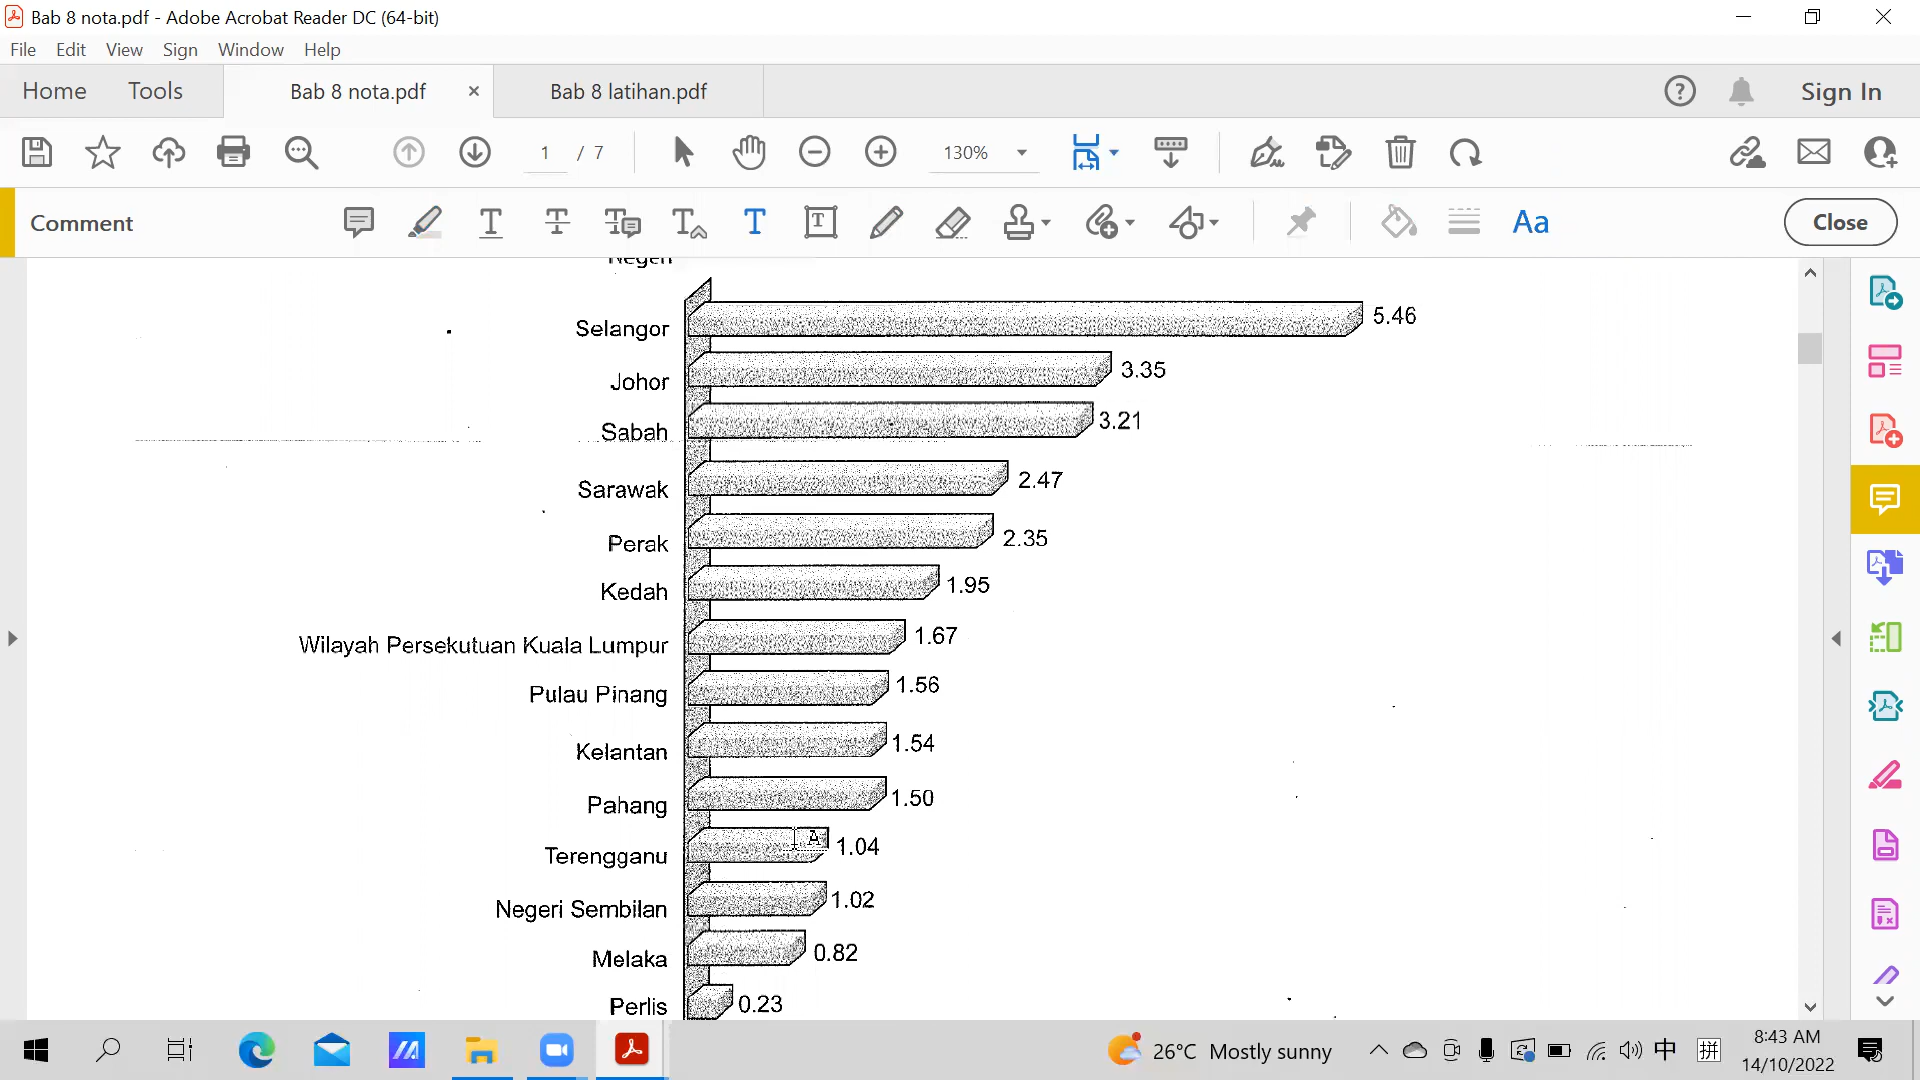 Bab 8 nota.pdf - Adobe Acrobat Reader DC (64-bit)
File Edit View Sign Window Help
Home Tools Bab 8 nota.pdf × Bab 8 latihan.pdf Sign In
1 / 7 130%
Comment Aa Close
Negeri
Selangor 5.46
Johor 3.35
Sabah 3.21
Sarawak 2.47
Perak 2.35
Kedah 1.95
Wilayah Persekutuan Kuala Lumpur 1.67
Pulau Pinang 1.56
Kelantan 1.54
Pahang 1.50
Terengganu 1.04
Negeri Sembilan 1.02
Melaka 0.82
Perlis 0.23
26°C Mostly sunny 中 拼 8:43 AM
14/10/2022